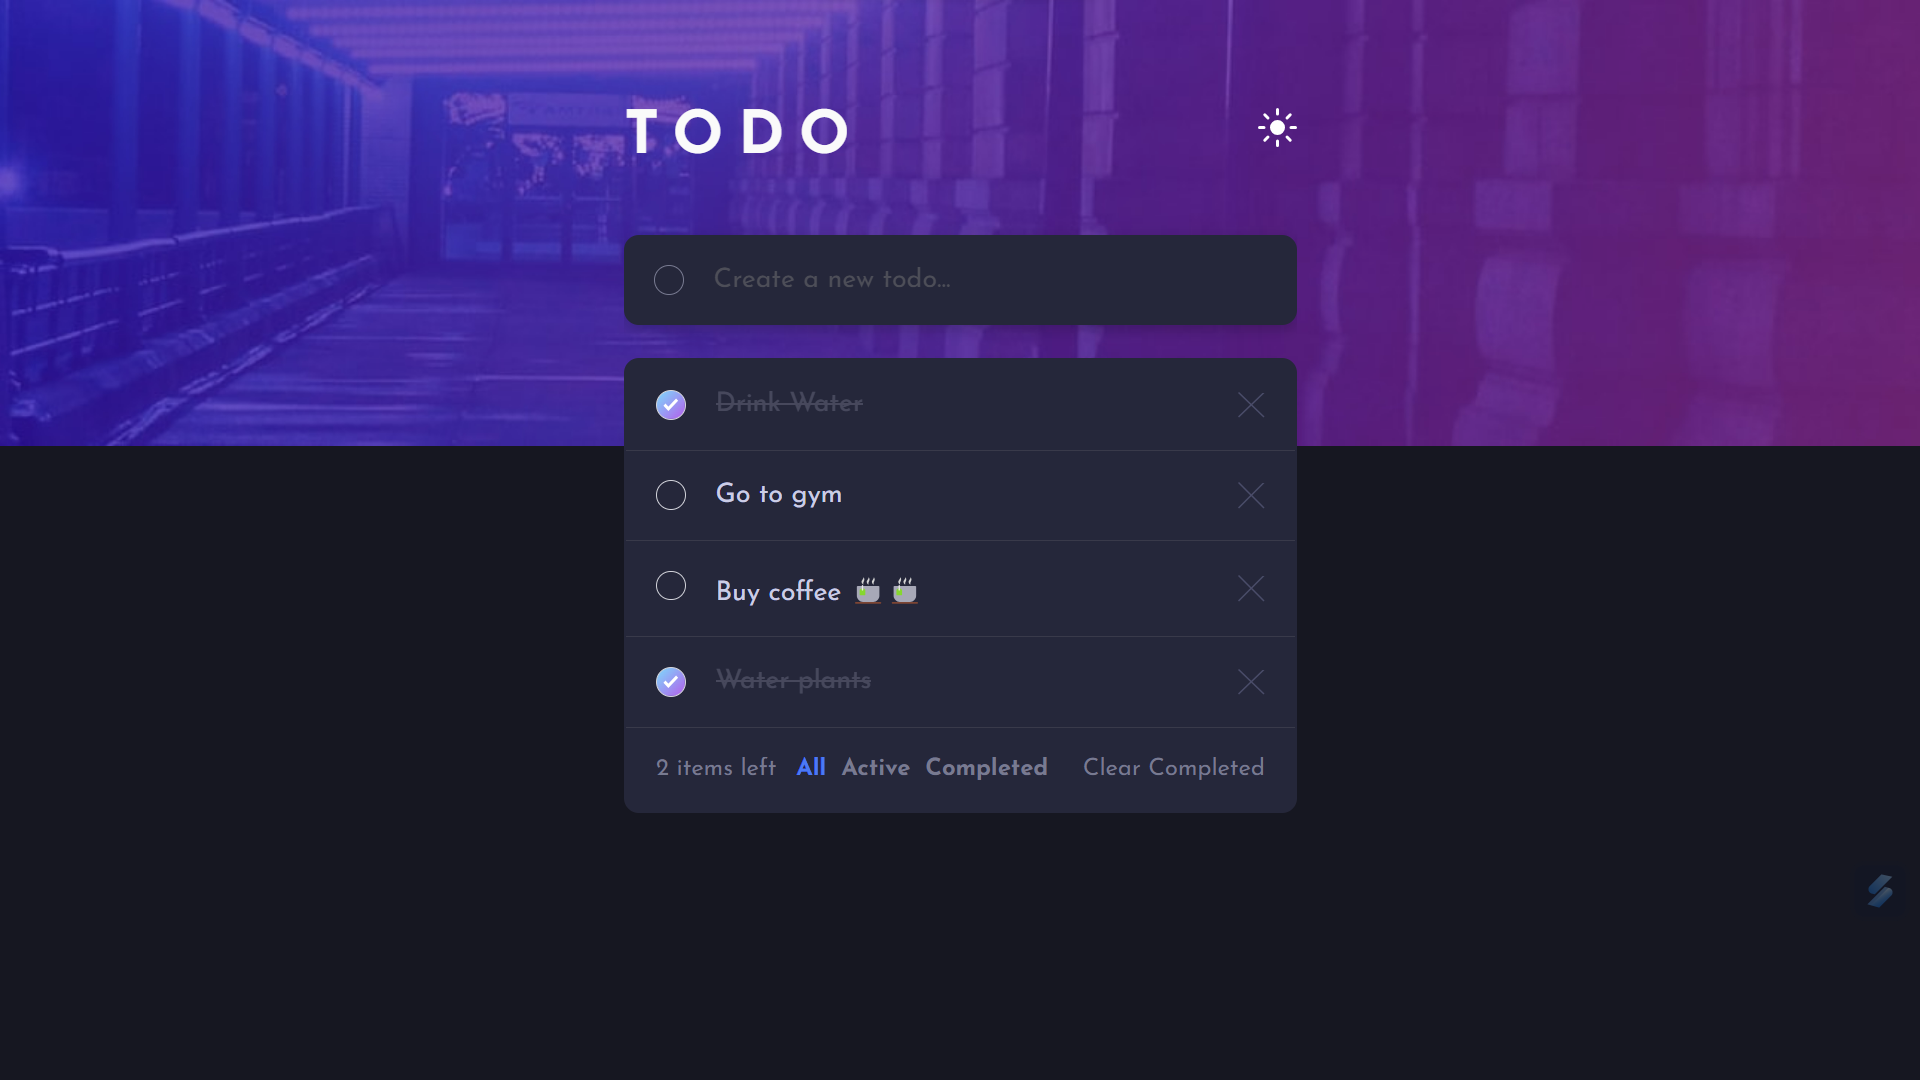 TODO
Create a new todo...
Drink Water
Go to gym
Buy coffee 🍵 🍵
Water plants
2 items left All Active Completed Clear Completed